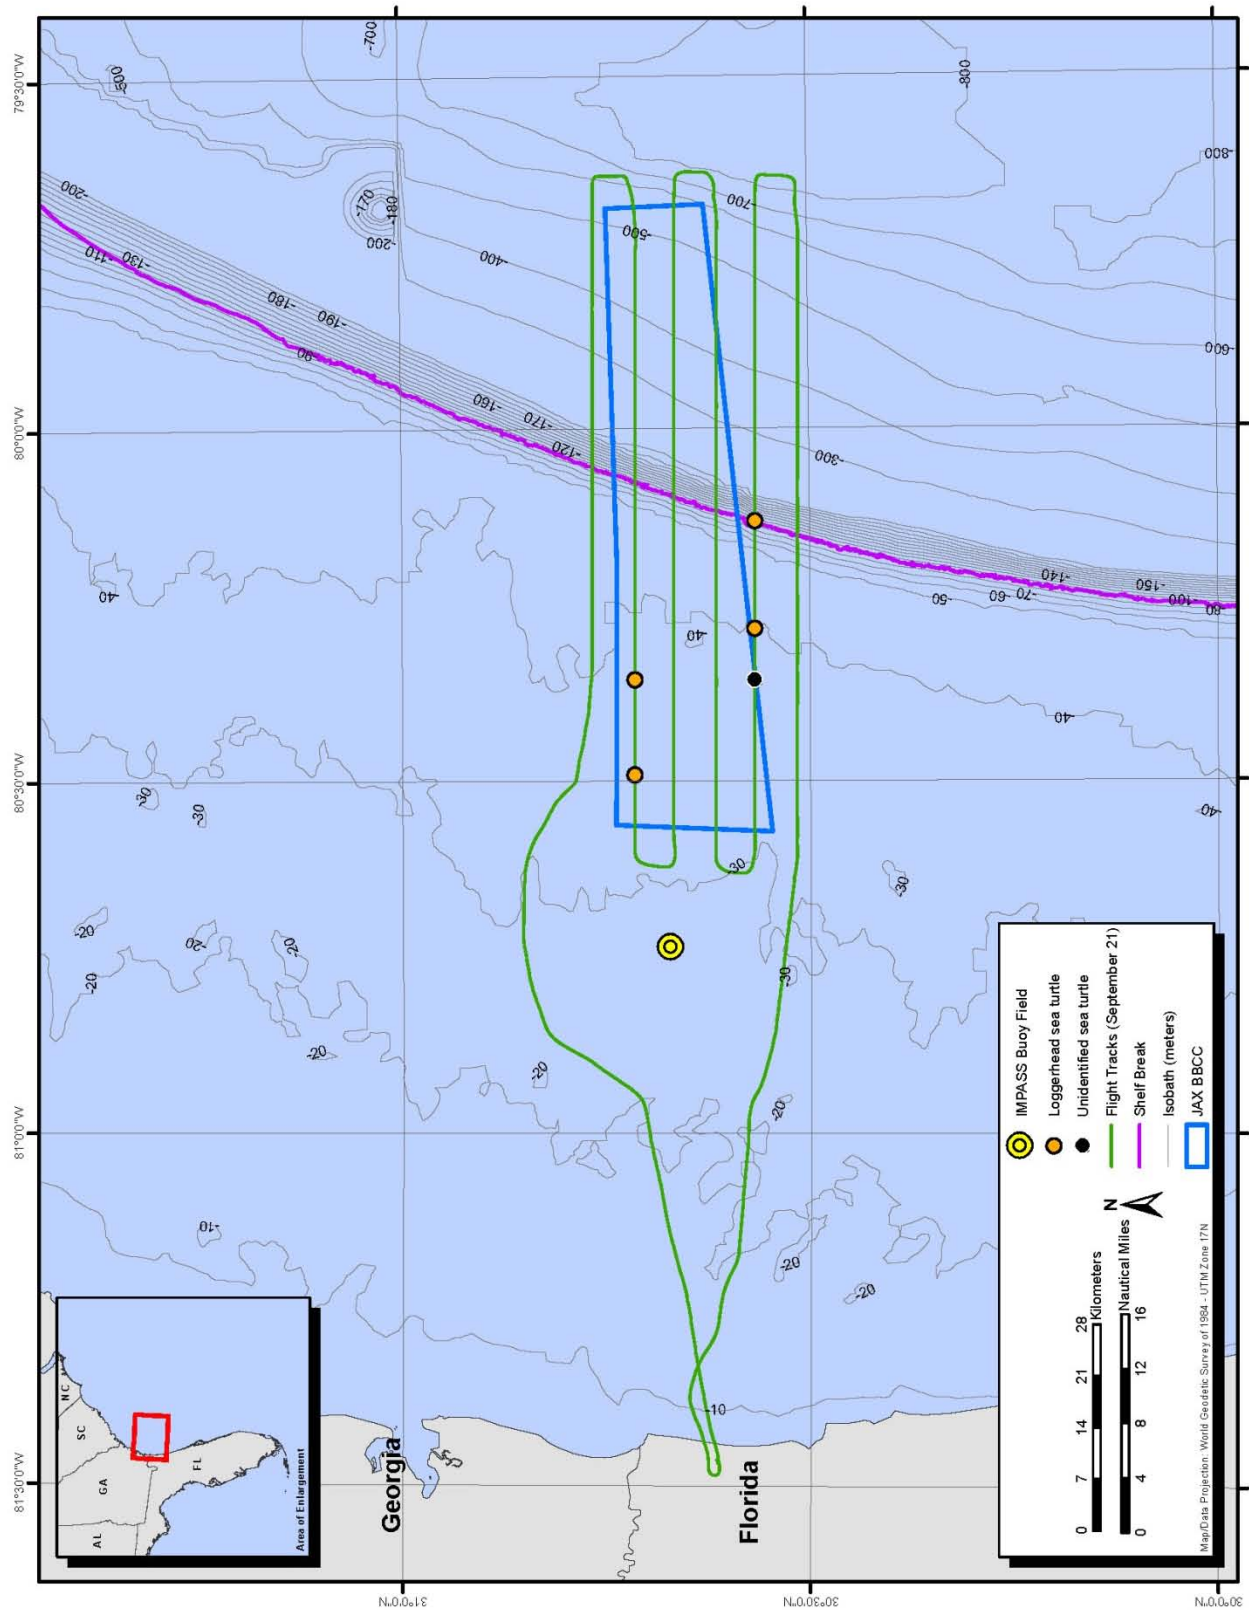 81°30'0"W
81°0'0"W
80°30'0"W
80°0'0"W
79°30'0"W
31°0'0"N
30°30'0"N
30°0'0"N
AL
GA
SC
NC
FL
Area of Enlargement
Georgia
Florida
-10
-10
-20
-20
-20
-20
-20
-20
-20
-20
-20
-20
-30
-30
-30
-30
-30
-40
-40
-40
-40
-50
-60
-70
-80
-90
-100
-110
-120
-130
-140
-150
-160
-170
-180
-190
-200
-200
-180
-770
-300
-400
-500
-600
-700
-700
-800
-800
IMPASS Buoy Field
Loggerhead sea turtle
Unidentified sea turtle
Flight Tracks (September 21)
Shelf Break
Isobath (meters)
JAX BBCC
N
0 7 14 21 28
Kilometers
Nautical Miles
0 4 8 12 16
Map/Data Projection: World Geodetic Survey of 1984 - UTM Zone 17N